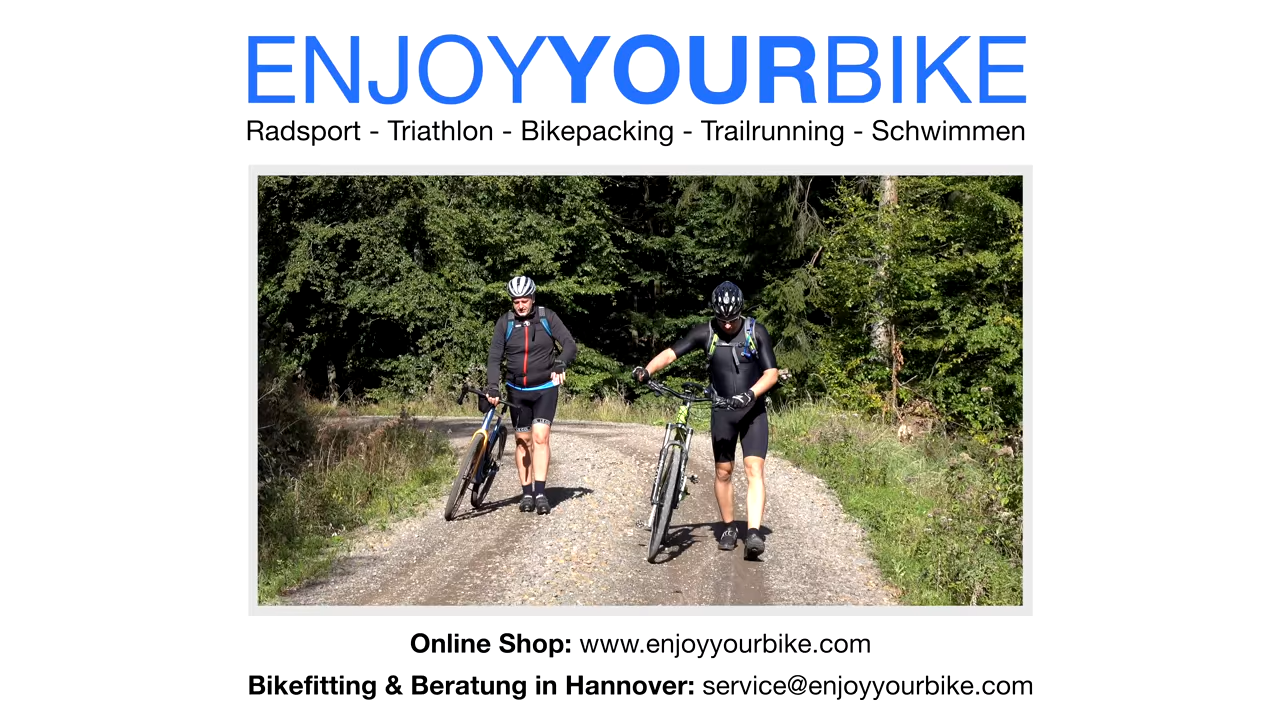 ENJOYYOURBIKE
Radsport - Triathlon - Bikepacking - Trailrunning - Schwimmen
Online Shop: www.enjoyyourbike.com
Bikefitting & Beratung in Hannover: service@enjoyyourbike.com